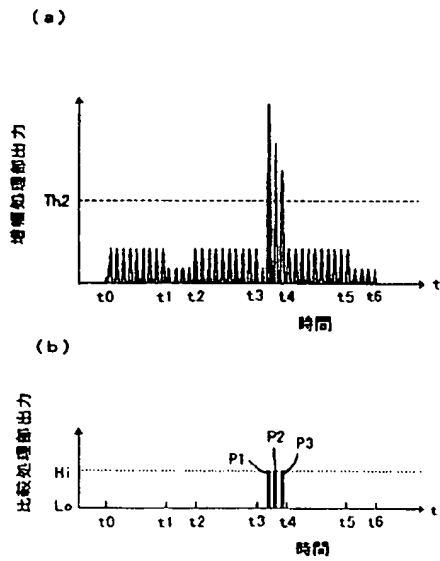 (a)
増幅処理部出力
Th2
t0 t1 t2 t3 t4 t5 t6 t
時間
(b)
比較処理部出力
P1 P2 P3
Hi
Lo
t0 t1 t2 t3 t4 t5 t6 t
時間